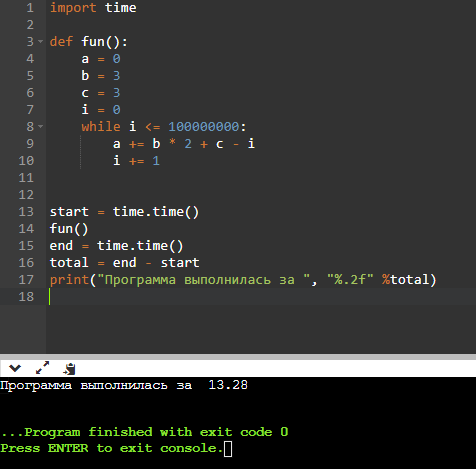 1 import time
2
3 def fun():
4     a = 0
5     b = 3
6     c = 3
7     i = 0
8     while i <= 100000000:
9         a += b * 2 + c - i
10         i += 1
11
12
13 start = time.time()
14 fun()
15 end = time.time()
16 total = end - start
17 print("Программа выполнилась за ", "%.2f" %total)
18
Программа выполнилась за  13.28
...Program finished with exit code 0
Press ENTER to exit console.